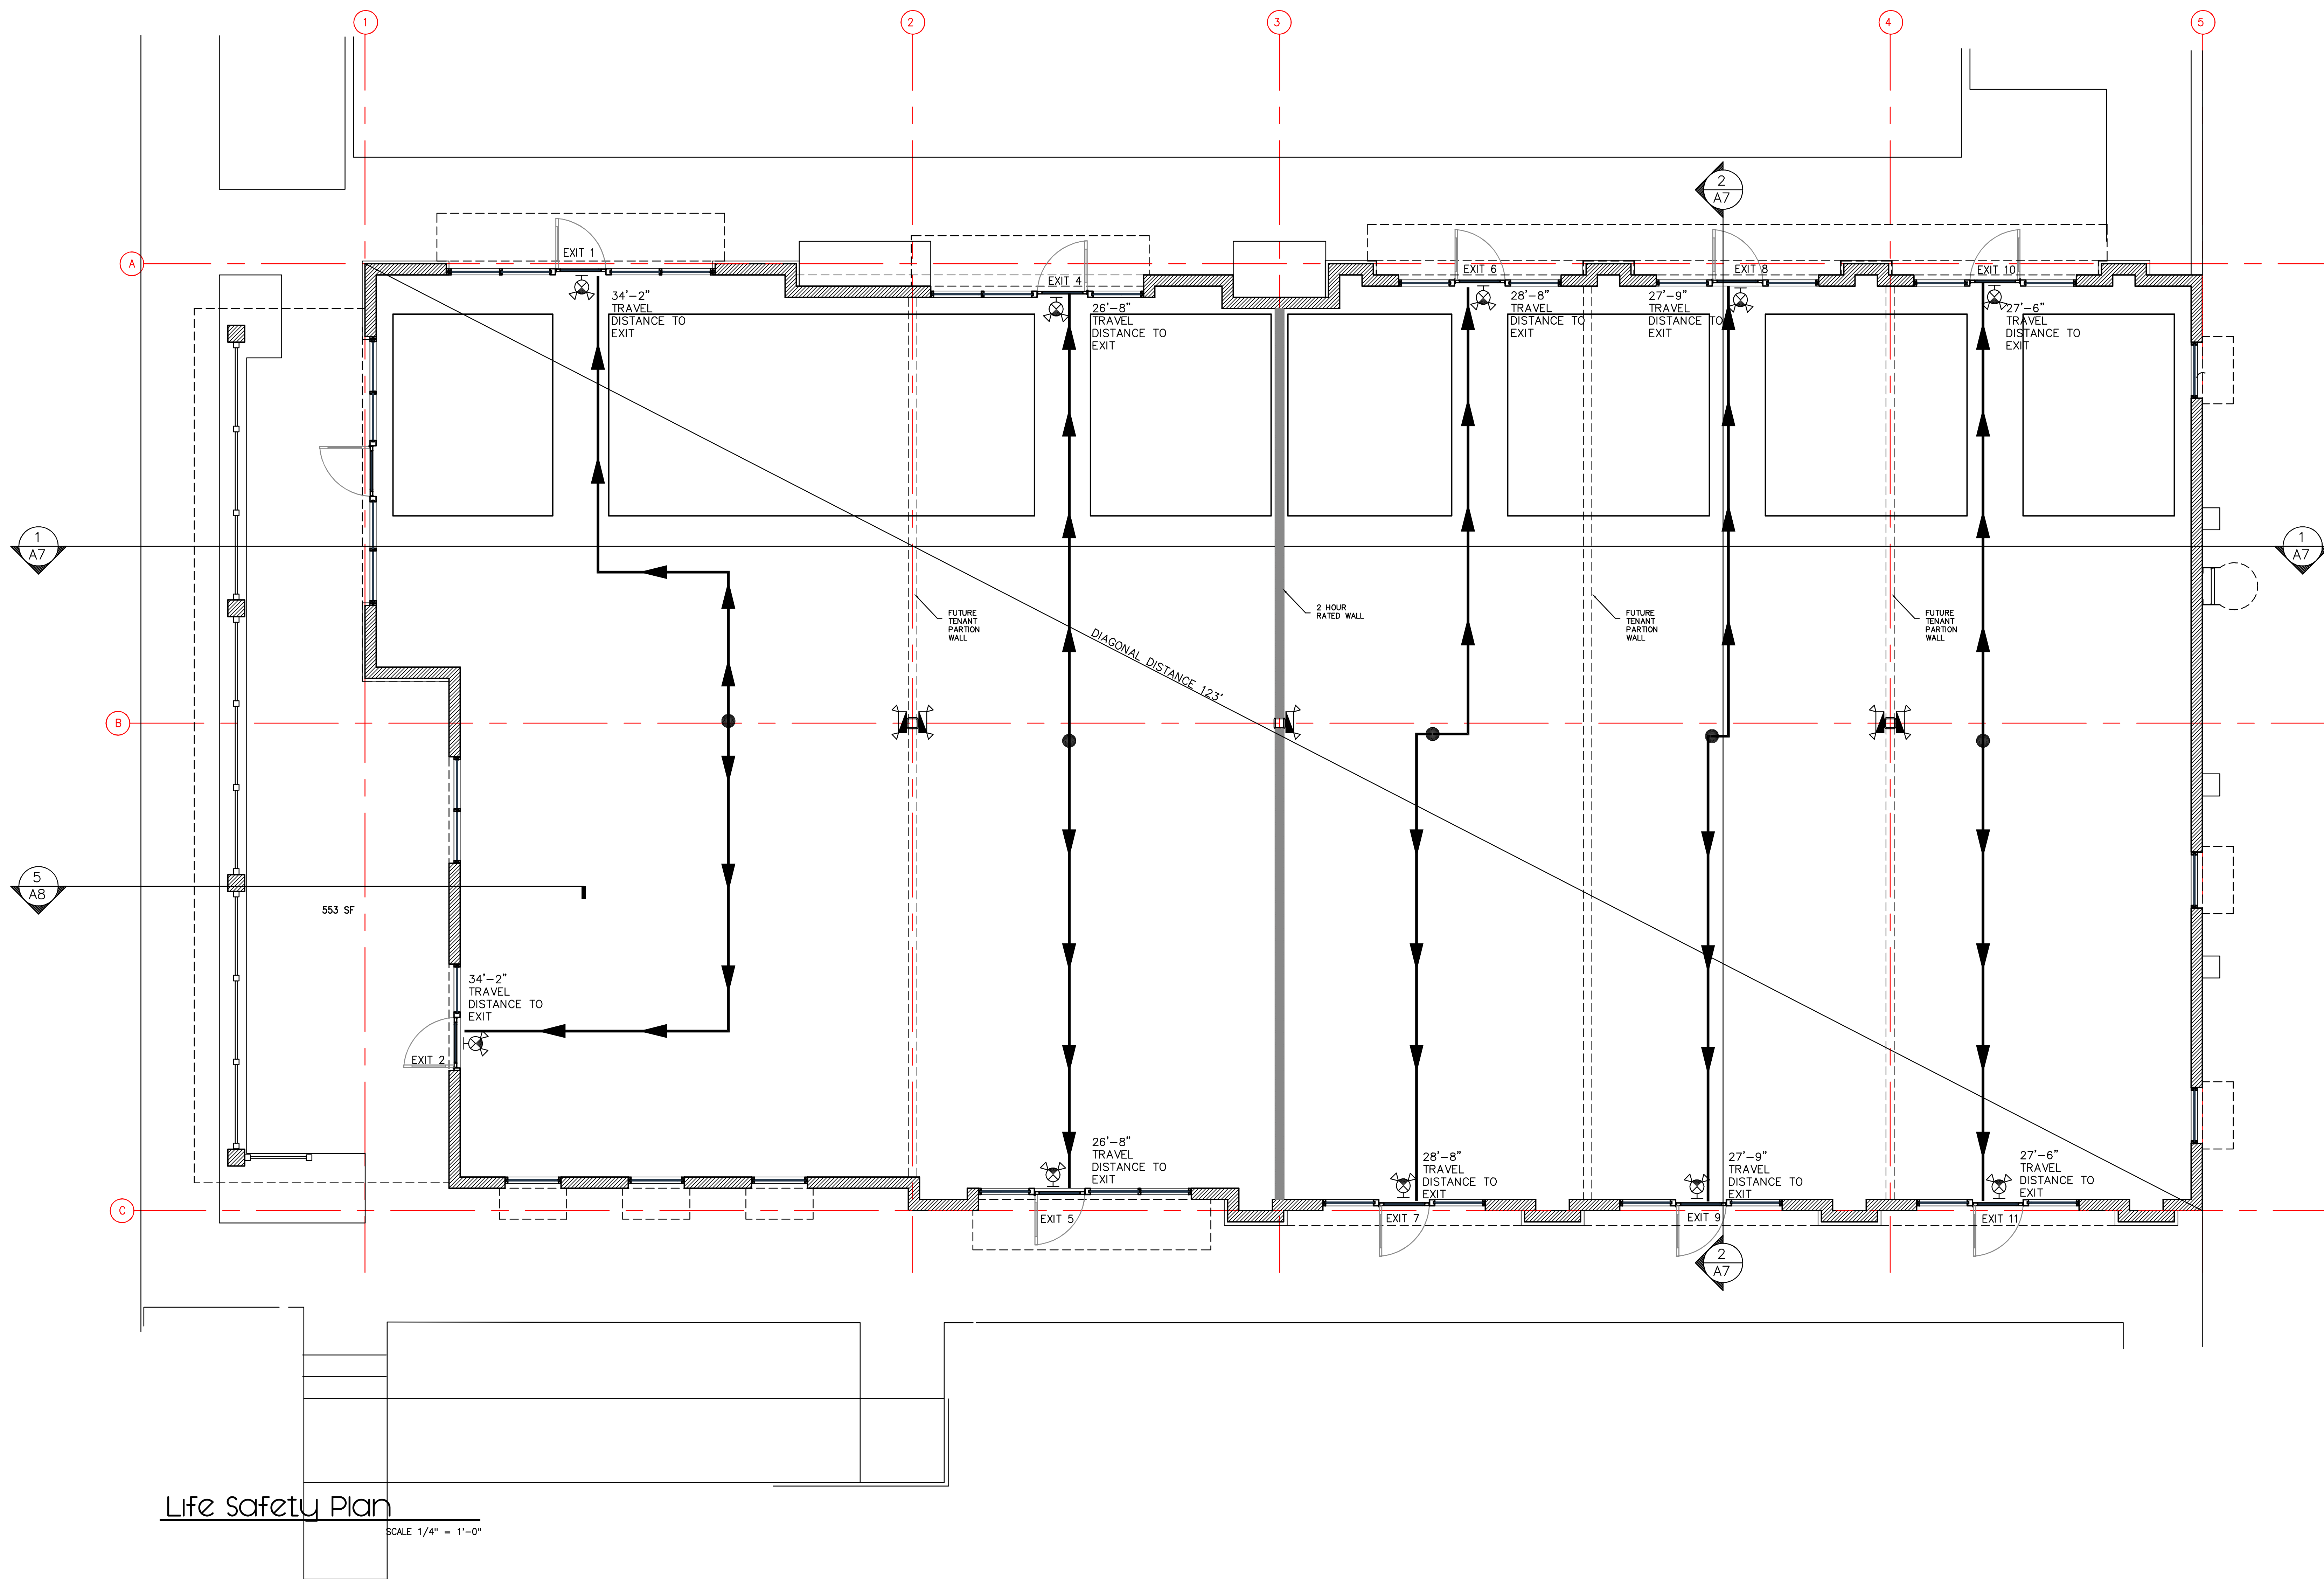 1
2
3
4
5
2
A7
A
EXIT 1
EXIT 4
EXIT 6
EXIT 8
EXIT 10
34'-2"
TRAVEL
DISTANCE TO
EXIT
26'-8"
TRAVEL
DISTANCE TO
EXIT
28'-8"
TRAVEL
DISTANCE TO
EXIT
27'-9"
TRAVEL
DISTANCE TO
EXIT
27'-6"
TRAVEL
DISTANCE TO
EXIT
1
A7
1
A7
FUTURE
TENANT
PARTION
WALL
2 HOUR
RATED WALL
FUTURE
TENANT
PARTION
WALL
FUTURE
TENANT
PARTION
WALL
DIAGONAL DISTANCE 123'
B
5
A8
553 SF
34'-2"
TRAVEL
DISTANCE TO
EXIT
EXIT 2
26'-8"
TRAVEL
DISTANCE TO
EXIT
28'-8"
TRAVEL
DISTANCE TO
EXIT
27'-9"
TRAVEL
DISTANCE TO
EXIT
27'-6"
TRAVEL
DISTANCE TO
EXIT
C
EXIT 5
EXIT 7
EXIT 9
EXIT 11
2
A7
Life Safety Plan
SCALE 1/4" = 1'-0"